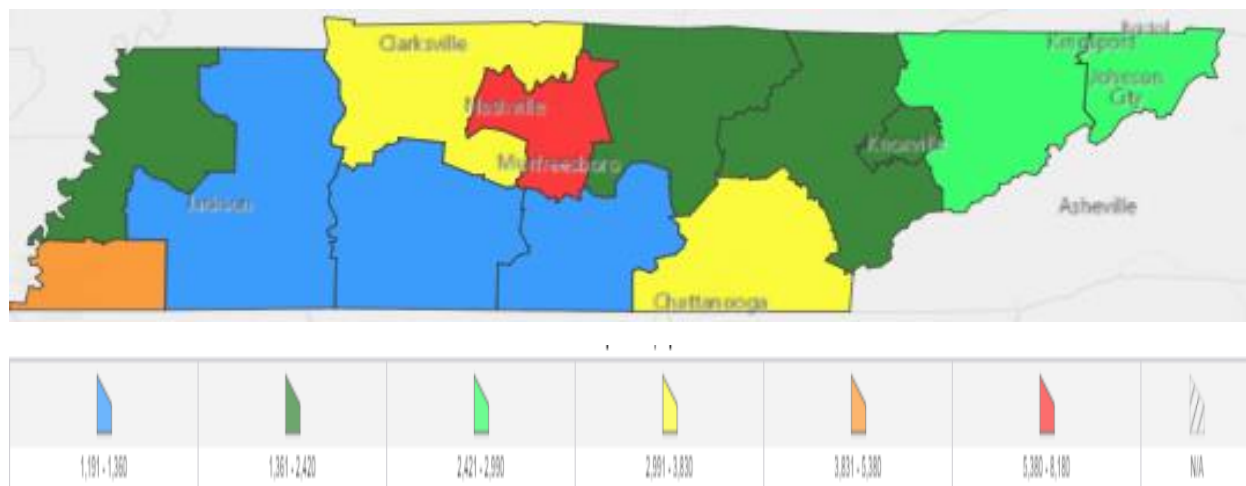 Bristol
Clarksville
Kingsport
Johnson
City
Nashville
Knoxville
Murfreesboro
Jackson
Asheville
Chattanooga
1,191 - 1,360
1,361 - 2,420
2,421 - 2,990
2,991 - 3,830
3,831 - 5,380
5,380 - 8,180
N/A